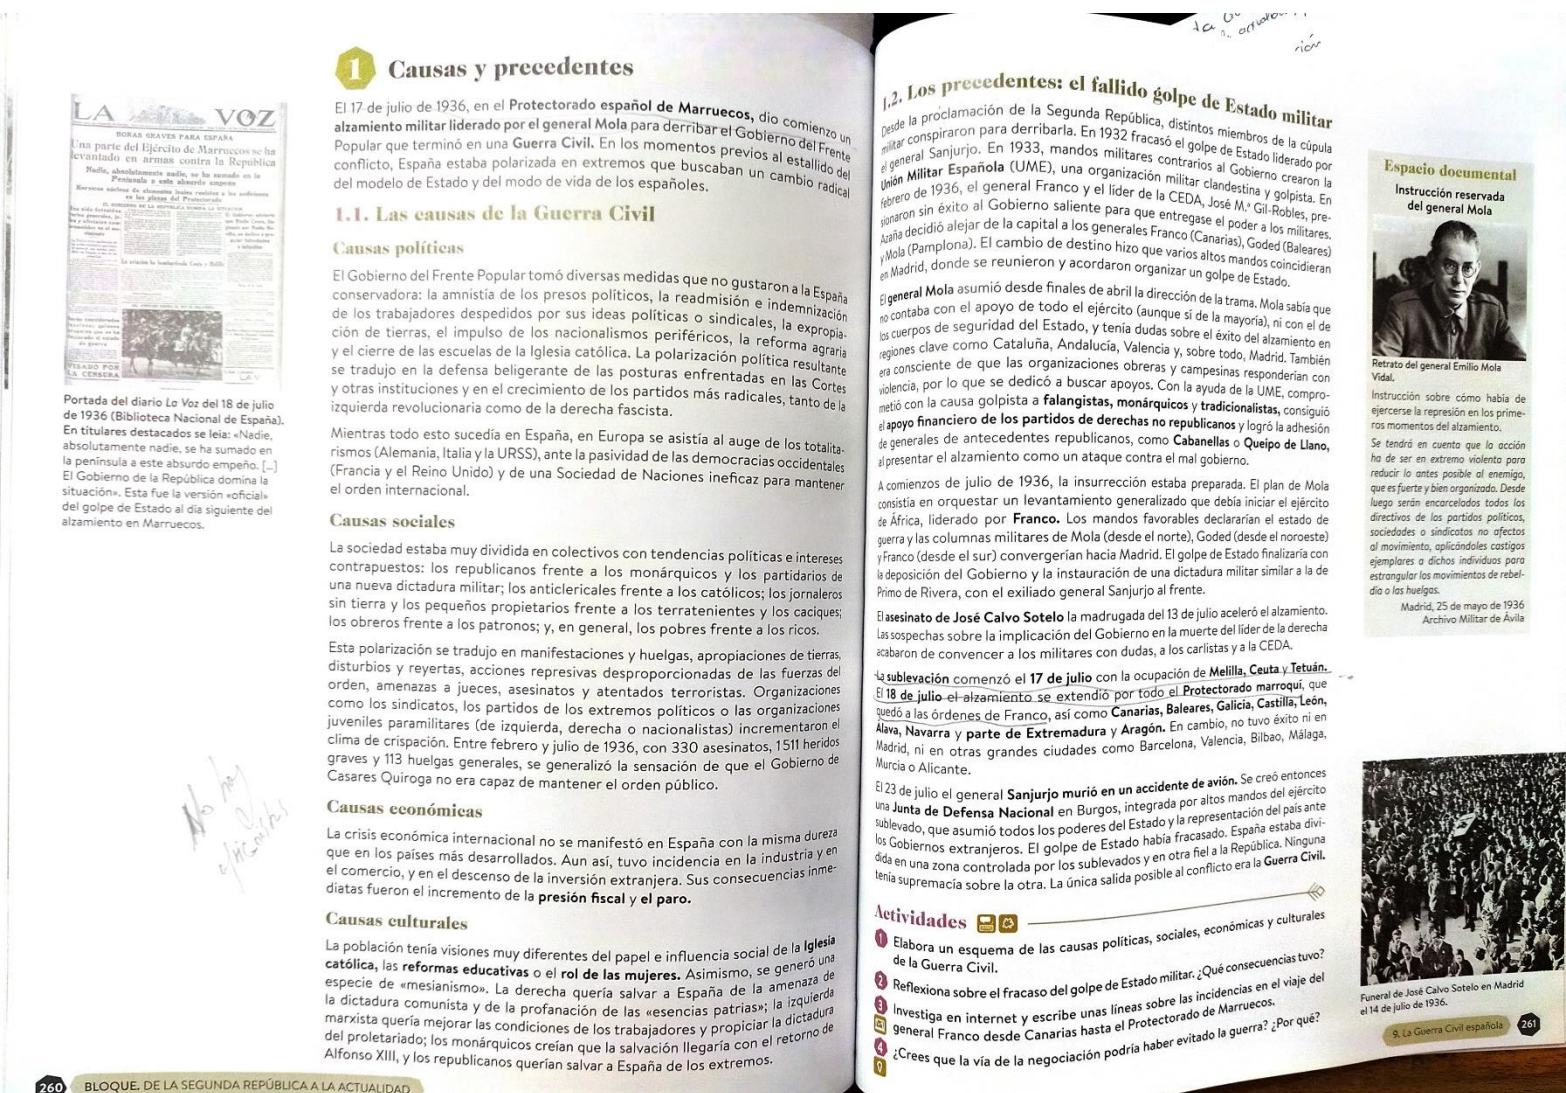 LA VOZ
HORAS GRAVES PARA ESPAÑA
Una parte del Ejército de Marruecos se ha
levantado en armas contra la República
Nadie, absolutamente nadie, se ha sumado en la
Península a este absurdo empeño
VISADO POR
LA CENSURA
Portada del diario La Voz del 18 de julio
de 1936 (Biblioteca Nacional de España).
En titulares destacados se leía: «Nadie,
absolutamente nadie, se ha sumado en
la península a este absurdo empeño. [...]
El Gobierno de la República domina la
situación». Esta fue la versión «oficial»
del golpe de Estado al día siguiente del
alzamiento en Marruecos.
No hay
1 Causas y precedentes
El 17 de julio de 1936, en el Protectorado español de Marruecos, dio comienzo un
alzamiento militar liderado por el general Mola para derribar el Gobierno del Frente
Popular que terminó en una Guerra Civil. En los momentos previos al estallido del
conflicto, España estaba polarizada en extremos que buscaban un cambio radical
del modelo de Estado y del modo de vida de los españoles.
1.1. Las causas de la Guerra Civil
Causas políticas
El Gobierno del Frente Popular tomó diversas medidas que no gustaron a la España
conservadora: la amnistía de los presos políticos, la readmisión e indemnización
de los trabajadores despedidos por sus ideas políticas o sindicales, la expropia-
ción de tierras, el impulso de los nacionalismos periféricos, la reforma agraria
y el cierre de las escuelas de la Iglesia católica. La polarización política resultante
se tradujo en la defensa beligerante de las posturas enfrentadas en las Cortes
y otras instituciones y en el crecimiento de los partidos más radicales, tanto de la
izquierda revolucionaria como de la derecha fascista.
Mientras todo esto sucedía en España, en Europa se asistía al auge de los totalita-
rismos (Alemania, Italia y la URSS), ante la pasividad de las democracias occidentales
(Francia y el Reino Unido) y de una Sociedad de Naciones ineficaz para mantener
el orden internacional.
Causas sociales
La sociedad estaba muy dividida en colectivos con tendencias políticas e intereses
contrapuestos: los republicanos frente a los monárquicos y los partidarios de
una nueva dictadura militar; los anticlericales frente a los católicos; los jornaleros
sin tierra y los pequeños propietarios frente a los terratenientes y los caciques;
los obreros frente a los patronos; y, en general, los pobres frente a los ricos.
Esta polarización se tradujo en manifestaciones y huelgas, apropiaciones de tierras,
disturbios y reyertas, acciones represivas desproporcionadas de las fuerzas del
orden, amenazas a jueces, asesinatos y atentados terroristas. Organizaciones
como los sindicatos, los partidos de los extremos políticos o las organizaciones
juveniles paramilitares (de izquierda, derecha o nacionalistas) incrementaron el
clima de crispación. Entre febrero y julio de 1936, con 330 asesinatos, 1511 heridos
graves y 113 huelgas generales, se generalizó la sensación de que el Gobierno de
Casares Quiroga no era capaz de mantener el orden público.
Causas económicas
La crisis económica internacional no se manifestó en España con la misma dureza
que en los países más desarrollados. Aun así, tuvo incidencia en la industria y en
el comercio, y en el descenso de la inversión extranjera. Sus consecuencias inme-
diatas fueron el incremento de la presión fiscal y el paro.
Causas culturales
La población tenía visiones muy diferentes del papel e influencia social de la Iglesia
católica, las reformas educativas o el rol de las mujeres. Asimismo, se generó una
especie de «mesianismo». La derecha quería salvar a España de la amenaza de
la dictadura comunista y de la profanación de las «esencias patrias»; la izquierda
marxista quería mejorar las condiciones de los trabajadores y propiciar la dictadura
del proletariado; los monárquicos creían que la salvación llegaría con el retorno de
Alfonso XIII, y los republicanos querían salvar a España de los extremos.
260 BLOQUE. DE LA SEGUNDA REPÚBLICA A LA ACTUALIDAD
1.2. Los precedentes: el fallido golpe de Estado militar
Desde la proclamación de la Segunda República, distintos miembros de la cúpula
militar conspiraron para derribarla. En 1932 fracasó el golpe de Estado liderado por
el general Sanjurjo. En 1933, mandos militares contrarios al Gobierno crearon la
Unión Militar Española (UME), una organización militar clandestina y golpista. En
febrero de 1936, el general Franco y el líder de la CEDA, José M.ª Gil-Robles, pre-
sionaron sin éxito al Gobierno saliente para que entregase el poder a los militares.
Azaña decidió alejar de la capital a los generales Franco (Canarias), Goded (Baleares)
y Mola (Pamplona). El cambio de destino hizo que varios altos mandos coincidieran
en Madrid, donde se reunieron y acordaron organizar un golpe de Estado.
El general Mola asumió desde finales de abril la dirección de la trama. Mola sabía que
no contaba con el apoyo de todo el ejército (aunque sí de la mayoría), ni con el de
los cuerpos de seguridad del Estado, y tenía dudas sobre el éxito del alzamiento en
regiones clave como Cataluña, Andalucía, Valencia y, sobre todo, Madrid. También
era consciente de que las organizaciones obreras y campesinas responderían con
violencia, por lo que se dedicó a buscar apoyos. Con la ayuda de la UME, compro-
metió con la causa golpista a falangistas, monárquicos y tradicionalistas, consiguió
el apoyo financiero de los partidos de derechas no republicanos y logró la adhesión
de generales de antecedentes republicanos, como Cabanellas o Queipo de Llano,
al presentar el alzamiento como un ataque contra el mal gobierno.
A comienzos de julio de 1936, la insurrección estaba preparada. El plan de Mola
consistía en orquestar un levantamiento generalizado que debía iniciar el ejército
de África, liderado por Franco. Los mandos favorables declararían el estado de
guerra y las columnas militares de Mola (desde el norte), Goded (desde el noroeste)
y Franco (desde el sur) convergerían hacia Madrid. El golpe de Estado finalizaría con
la deposición del Gobierno y la instauración de una dictadura militar similar a la de
Primo de Rivera, con el exiliado general Sanjurjo al frente.
El asesinato de José Calvo Sotelo la madrugada del 13 de julio aceleró el alzamiento.
Las sospechas sobre la implicación del Gobierno en la muerte del líder de la derecha
acabaron de convencer a los militares con dudas, a los carlistas y a la CEDA.
La sublevación comenzó el 17 de julio con la ocupación de Melilla, Ceuta y Tetuán.
El 18 de julio el alzamiento se extendió por todo el Protectorado marroquí, que
quedó a las órdenes de Franco, así como Canarias, Baleares, Galicia, Castilla, León,
Álava, Navarra y parte de Extremadura y Aragón. En cambio, no tuvo éxito ni en
Madrid, ni en otras grandes ciudades como Barcelona, Valencia, Bilbao, Málaga,
Murcia o Alicante.
El 23 de julio el general Sanjurjo murió en un accidente de avión. Se creó entonces
una Junta de Defensa Nacional en Burgos, integrada por altos mandos del ejército
sublevado, que asumió todos los poderes del Estado y la representación del país ante
los Gobiernos extranjeros. El golpe de Estado había fracasado. España estaba divi-
dida en una zona controlada por los sublevados y en otra fiel a la República. Ninguna
tenía supremacía sobre la otra. La única salida posible al conflicto era la Guerra Civil.
Actividades
1 Elabora un esquema de las causas políticas, sociales, económicas y culturales
de la Guerra Civil.
2 Reflexiona sobre el fracaso del golpe de Estado militar. ¿Qué consecuencias tuvo?
3 Investiga en internet y escribe unas líneas sobre las incidencias en el viaje del
general Franco desde Canarias hasta el Protectorado de Marruecos.
4 ¿Crees que la vía de la negociación podría haber evitado la guerra? ¿Por qué?
Espacio documental
Instrucción reservada
del general Mola
Retrato del general Emilio Mola
Vidal.
Instrucción sobre cómo había de
ejercerse la represión en los prime-
ros momentos del alzamiento.
Se tendrá en cuenta que la acción
ha de ser en extremo violenta para
reducir lo antes posible al enemigo,
que es fuerte y bien organizado. Desde
luego serán encarcelados todos los
directivos de los partidos políticos,
sociedades o sindicatos no afectos
al movimiento, aplicándoles castigos
ejemplares a dichos individuos para
estrangular los movimientos de rebel-
día o las huelgas.
Madrid, 25 de mayo de 1936
Archivo Militar de Ávila
Funeral de José Calvo Sotelo en Madrid
el 14 de julio de 1936.
9. La Guerra Civil española 261